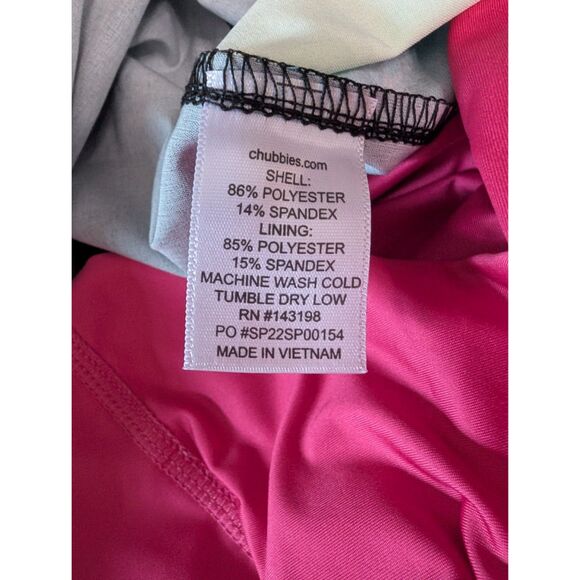 chubbies.com
SHELL:
86% POLYESTER
14% SPANDEX
LINING:
85% POLYESTER
15% SPANDEX
MACHINE WASH COLD
TUMBLE DRY LOW
RN #143198
PO #SP22SP00154
MADE IN VIETNAM